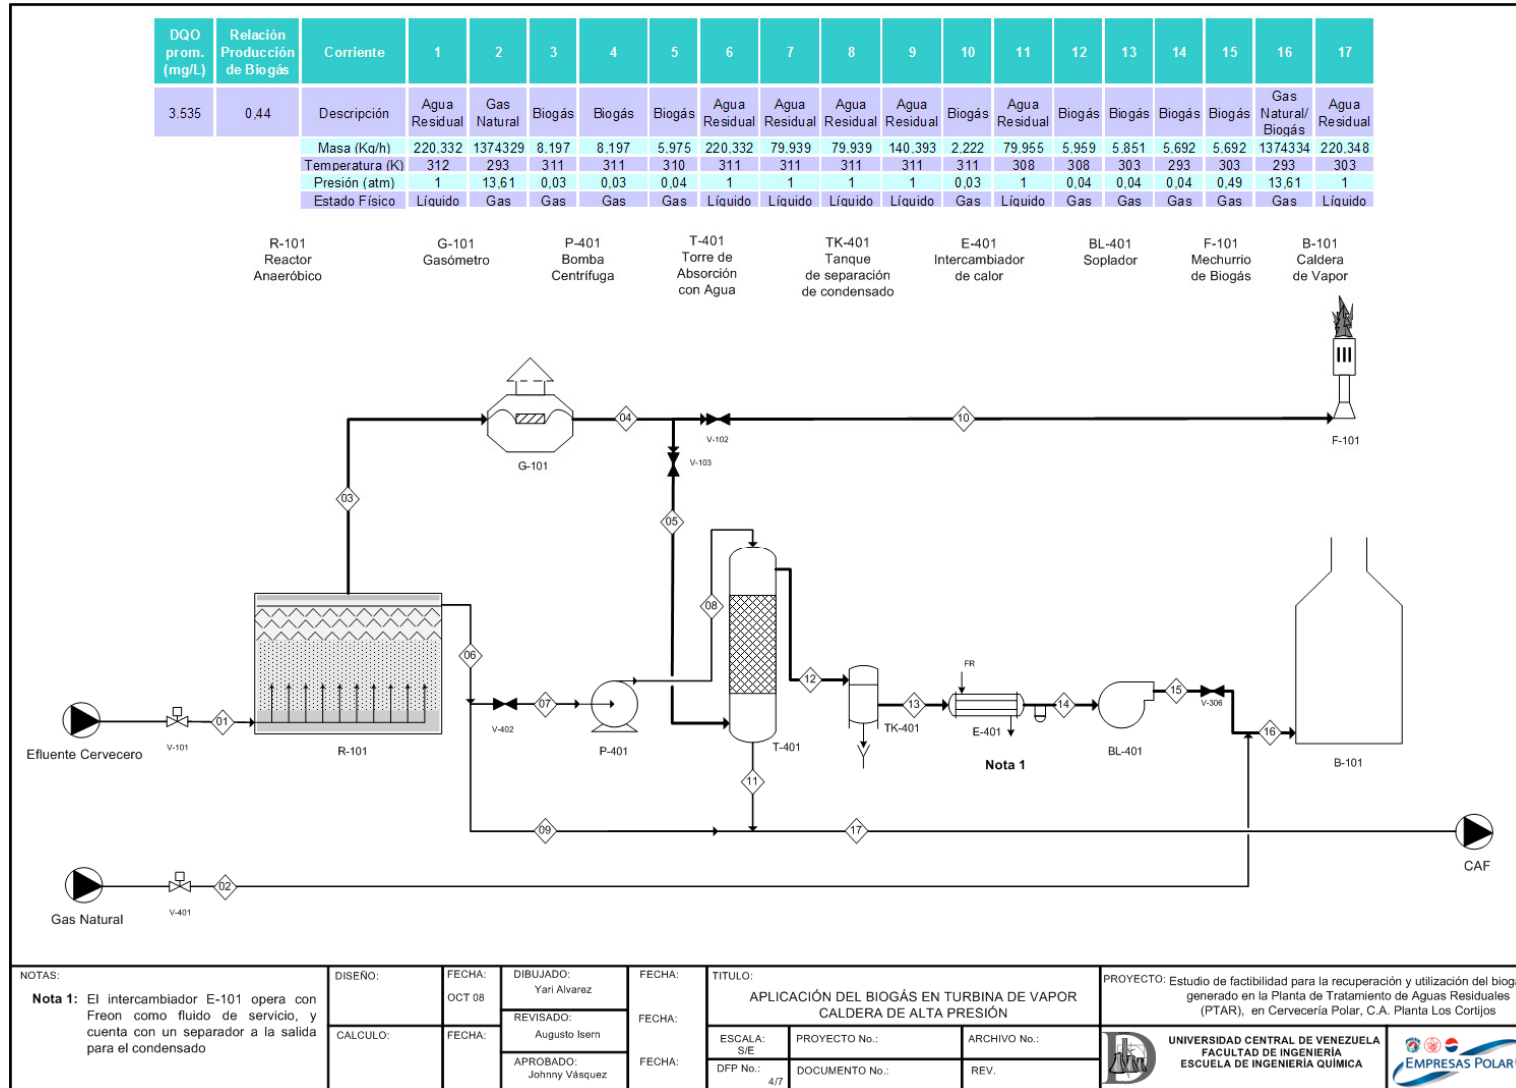 DQO prom. (mg/L) Relación Producción de Biogás Corriente 1 2 3 4 5 6 7 8 9 10 11 12 13 14 15 16 17
3.535 0,44 Descripción Agua Residual Gas Natural Biogás Biogás Biogás Agua Residual Agua Residual Agua Residual Agua Residual Biogás Agua Residual Biogás Biogás Biogás Biogás Gas Natural/ Biogás Agua Residual
Masa (Kg/h) 220.332 1374329 8.197 8.197 5.975 220.332 79.939 79.939 140.393 2.222 79.955 5.959 5.851 5.692 5.692 1374334 220.348
Temperatura (K) 312 293 311 311 310 311 311 311 311 311 308 308 303 293 303 293 303
Presión (atm) 1 13,61 0,03 0,03 0,04 1 1 1 1 0,03 1 0,04 0,04 0,04 0,49 13,61 1
Estado Físico Líquido Gas Gas Gas Gas Líquido Líquido Líquido Líquido Gas Líquido Gas Gas Gas Gas Gas Líquido
R-101 Reactor Anaeróbico
G-101 Gasómetro
P-401 Bomba Centrífuga
T-401 Torre de Absorción con Agua
TK-401 Tanque de separación de condensado
E-401 Intercambiador de calor
BL-401 Soplador
F-101 Mechurrio de Biogás
B-101 Caldera de Vapor
04
10
V-102
F-101
V-103
G-101
03
05
08
06
12
FR
07
13
14
15
V-306
01
V-402
16
V-101
Efluente Cervecero
R-101
P-401
T-401
TK-401
E-401
BL-401
B-101
Nota 1
11
09
17
CAF
02
V-401
Gas Natural
NOTAS:
Nota 1: El intercambiador E-101 opera con
Freon como fluido de servicio, y
cuenta con un separador a la salida
para el condensado
DISEÑO:
FECHA:
OCT 08
CALCULO:
FECHA:
DIBUJADO:
Yari Alvarez
FECHA:
REVISADO:
Augusto Isern
FECHA:
APROBADO:
Johnny Vásquez
FECHA:
TITULO:
APLICACIÓN DEL BIOGÁS EN TURBINA DE VAPOR
CALDERA DE ALTA PRESIÓN
ESCALA:
S/E
PROYECTO No.:
ARCHIVO No.:
DFP No.:
4/7
DOCUMENTO No.:
REV.
PROYECTO: Estudio de factibilidad para la recuperación y utilización del biog
generado en la Planta de Tratamiento de Aguas Residuales
(PTAR), en Cervecería Polar, C.A. Planta Los Cortijos
UNIVERSIDAD CENTRAL DE VENEZUELA
FACULTAD DE INGENIERÍA
ESCUELA DE INGENIERÍA QUÍMICA
EMPRESAS POLAR